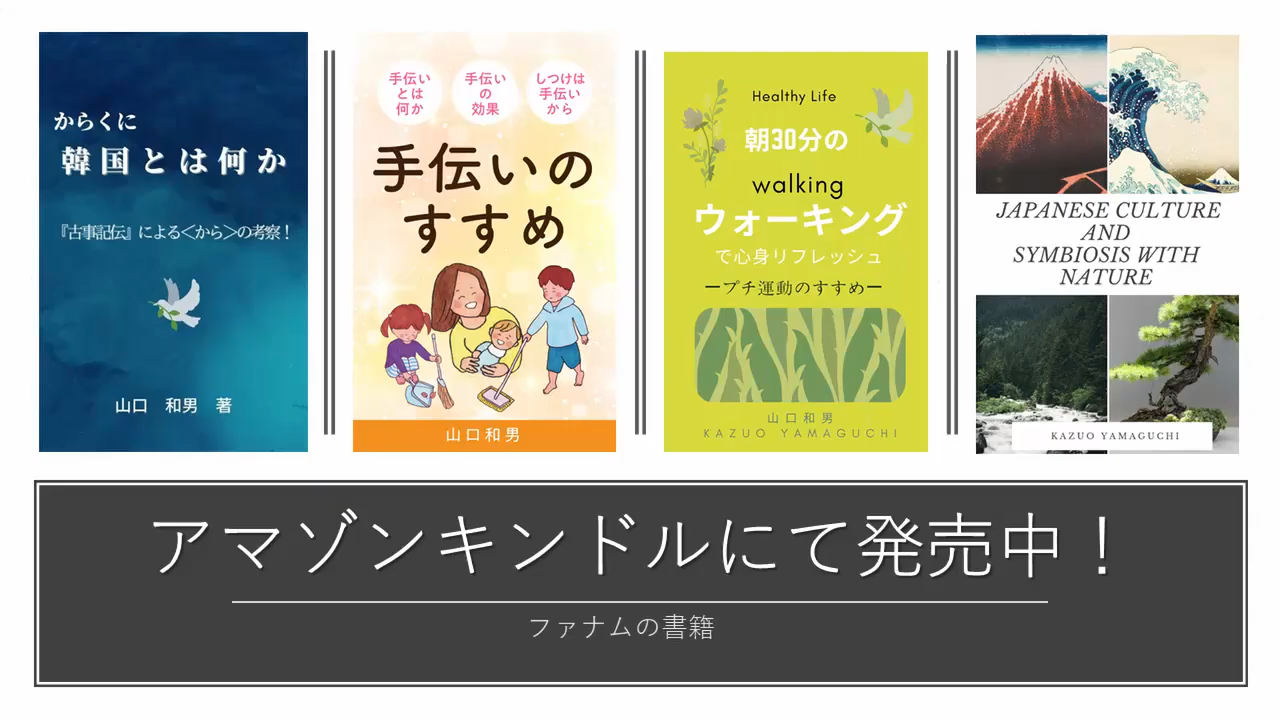 からくに
韓国とは何か
『古事記伝』による＜から＞の考察！
山口　和男　著
手伝い
とは
何か
手伝い
の
効果
しつけは
手伝い
から
手伝いの
すすめ
山口和男
Healthy Life
朝30分の
walking
ウォーキング
で心身リフレッシュ
ープチ運動のすすめー
山口和男
KAZUO YAMAGUCHI
JAPANESE CULTURE
AND
SYMBIOSIS WITH
NATURE
KAZUO YAMAGUCHI
アマゾンキンドルにて発売中！
ファナムの書籍